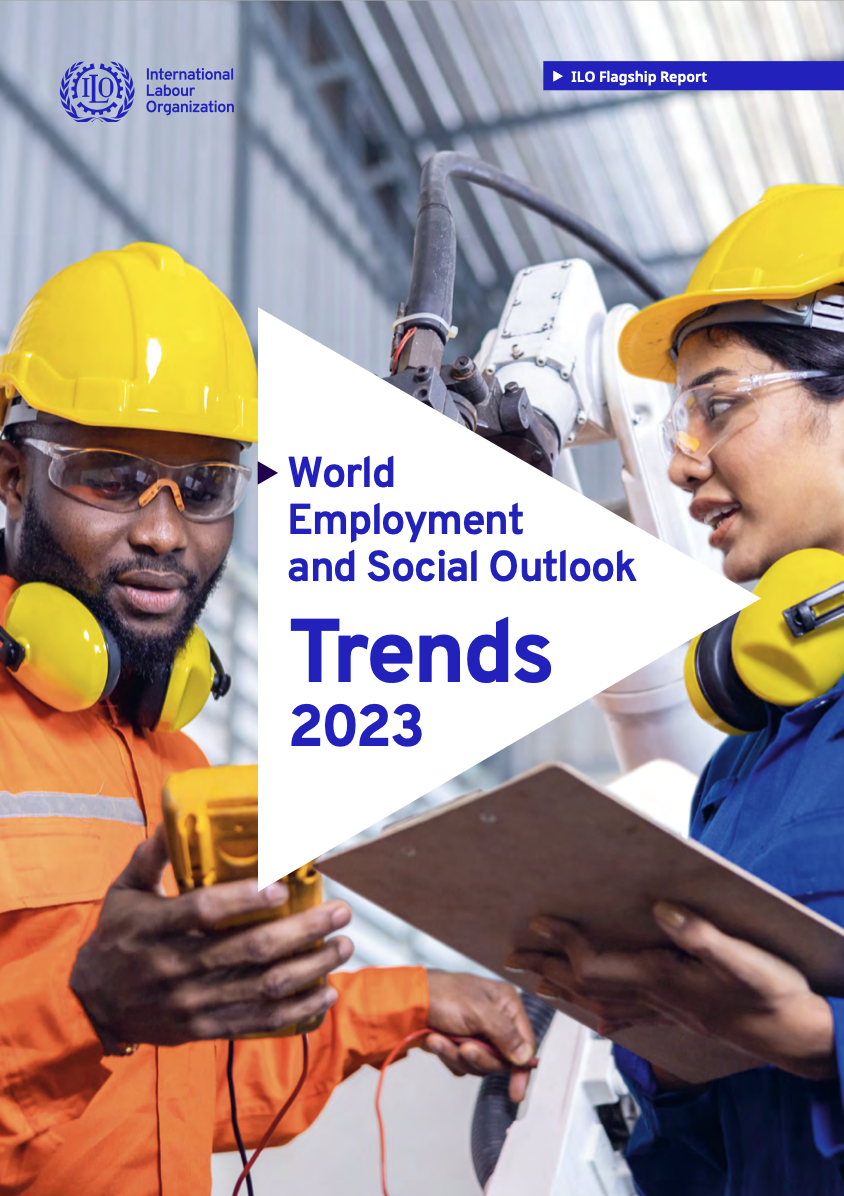 ILO
International
Labour
Organization
ILO Flagship Report
World
Employment
and Social Outlook
Trends
2023